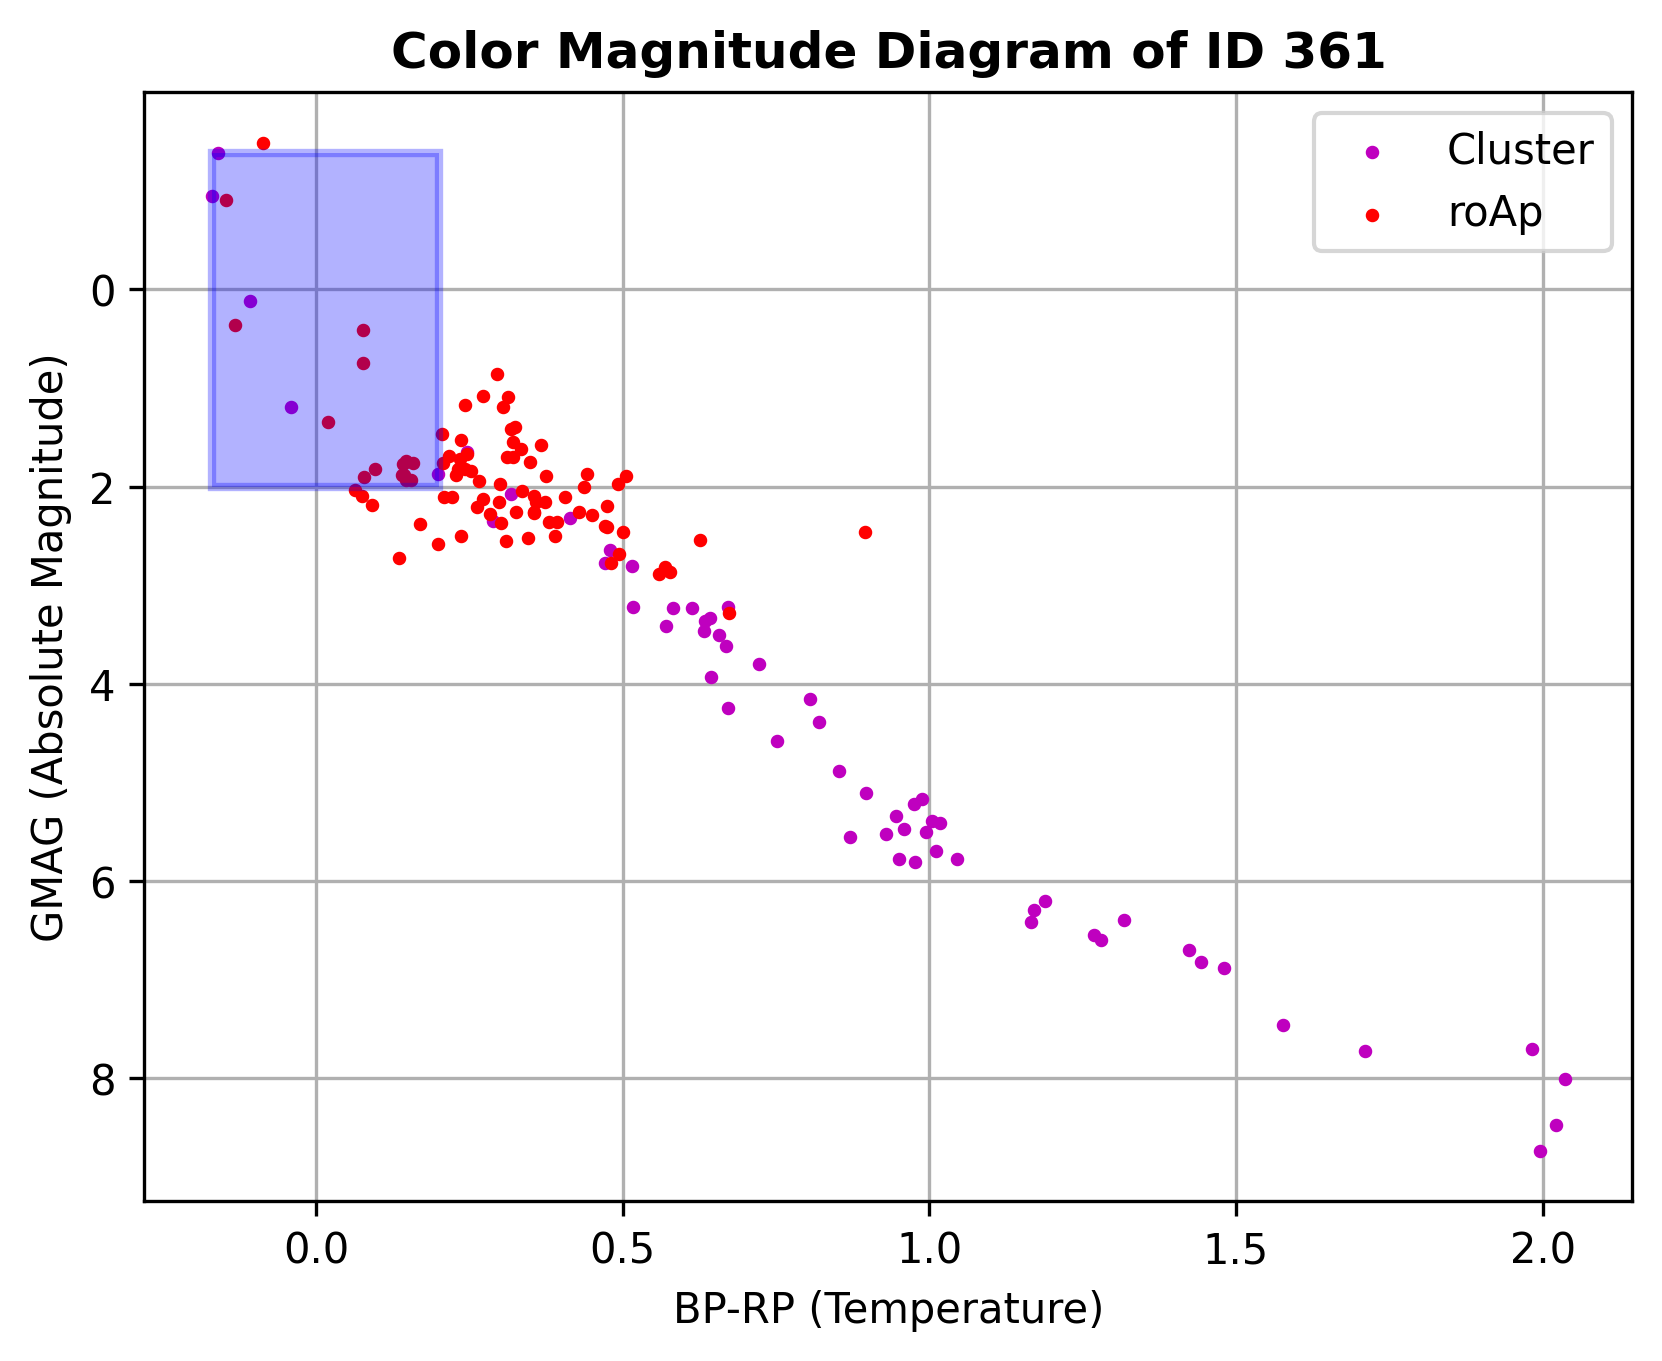 Color Magnitude Diagram of ID 361
Cluster
roAp
GMAG (Absolute Magnitude)
0
2
4
6
8
0.0 0.5 1.0 1.5 2.0
BP-RP (Temperature)